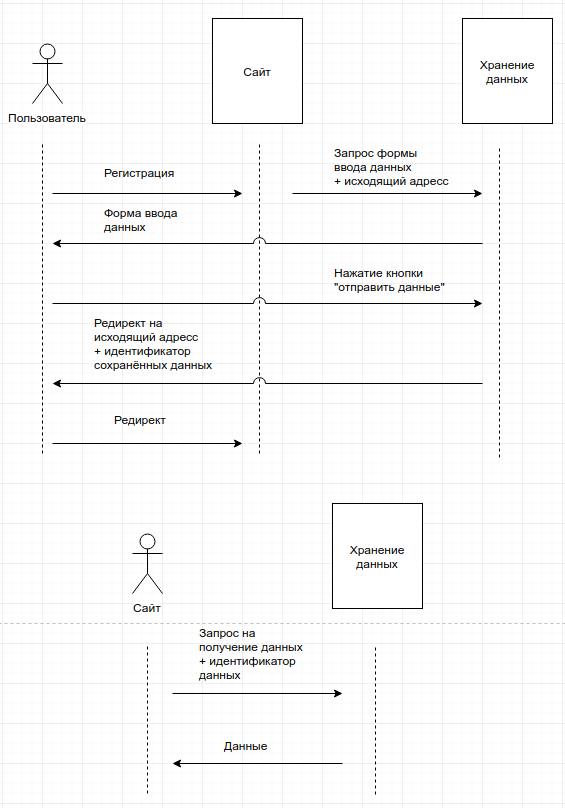 Сайт
Хранение
данных
Пользователь
Регистрация
Запрос формы
ввода данных
+ исходящий адресс
Форма ввода
данных
Нажатие кнопки
"отправить данные"
Редирект на
исходящий адресс
+ идентификатор
сохранённых данных
Редирект
Хранение
данных
Сайт
Запрос на
получение данных
+ идентификатор
данных
Данные